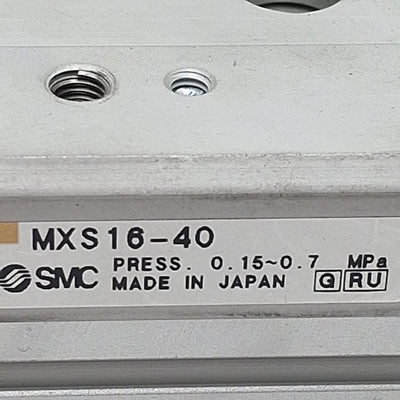 MXS16-40
SMC PRESS. 0.15~0.7 MPa
MADE IN JAPAN G RU